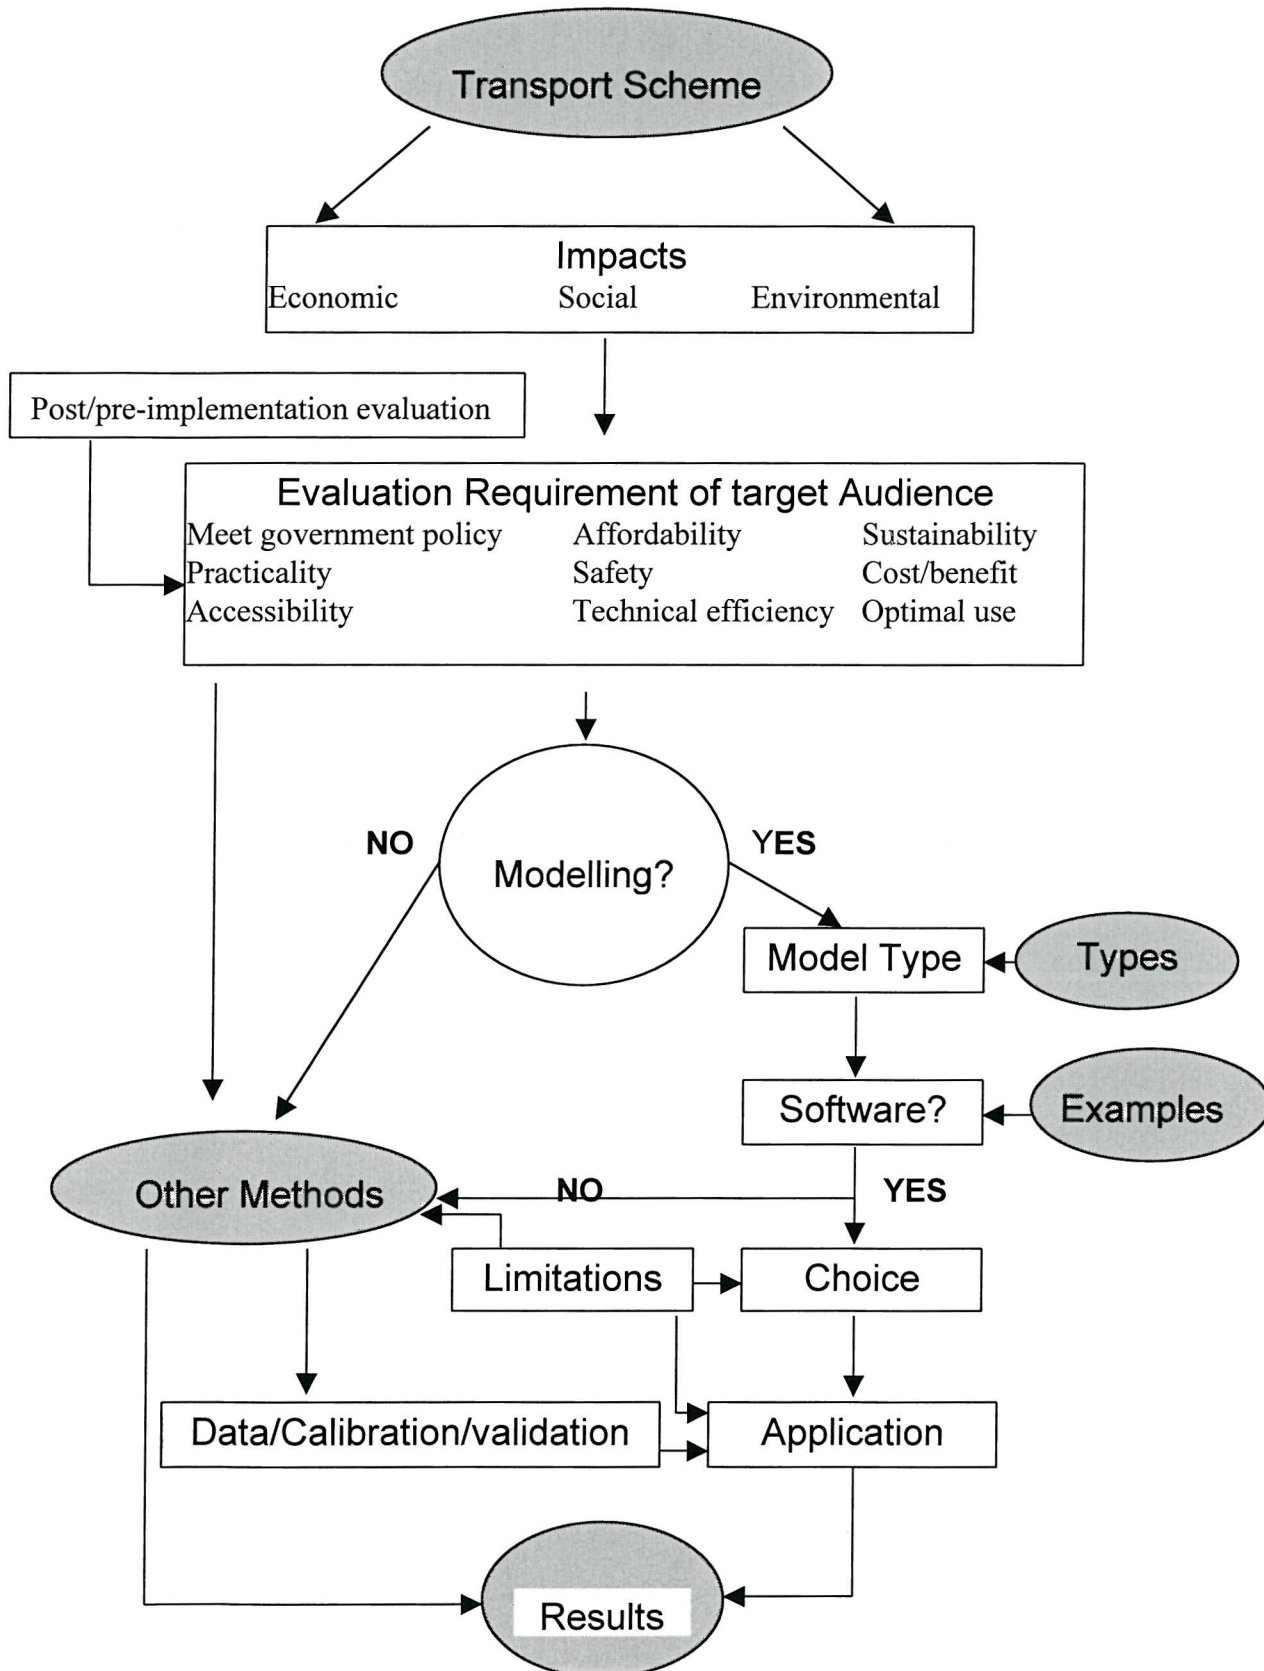 Transport Scheme
Impacts
Economic Social Environmental
Post/pre-implementation evaluation
Evaluation Requirement of target Audience
Meet government policy Affordability Sustainability
Practicality Safety Cost/benefit
Accessibility Technical efficiency Optimal use
NO YES
Modelling?
Model Type Types
Software? Examples
Other Methods NO YES
Limitations Choice
Data/Calibration/validation Application
Results